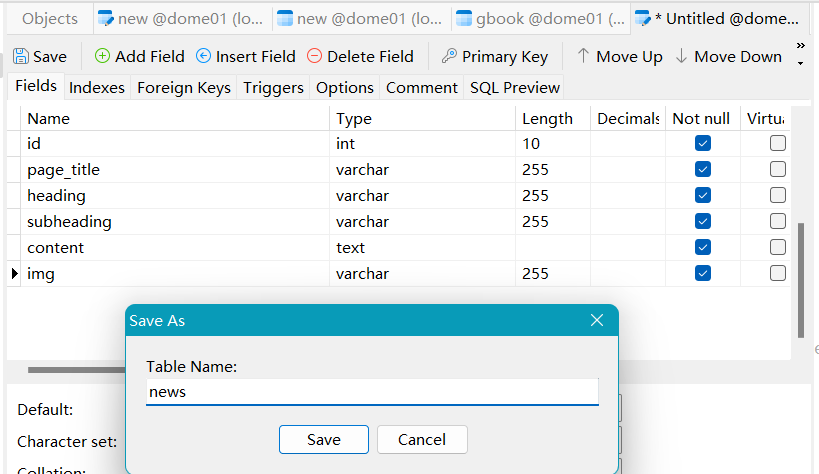 Objects new @dome01 (lo... new @dome01 (lo... gbook @dome01 (... * Untitled @dome...
Save Add Field Insert Field Delete Field Primary Key Move Up Move Down
Fields Indexes Foreign Keys Triggers Options Comment SQL Preview
Name Type Length Decimals Not null Virtua
id int 10
page_title varchar 255
heading varchar 255
subheading varchar 255
content text
img varchar 255
Save As
Table Name:
news
Save Cancel
Default:
Character set:
Collation: